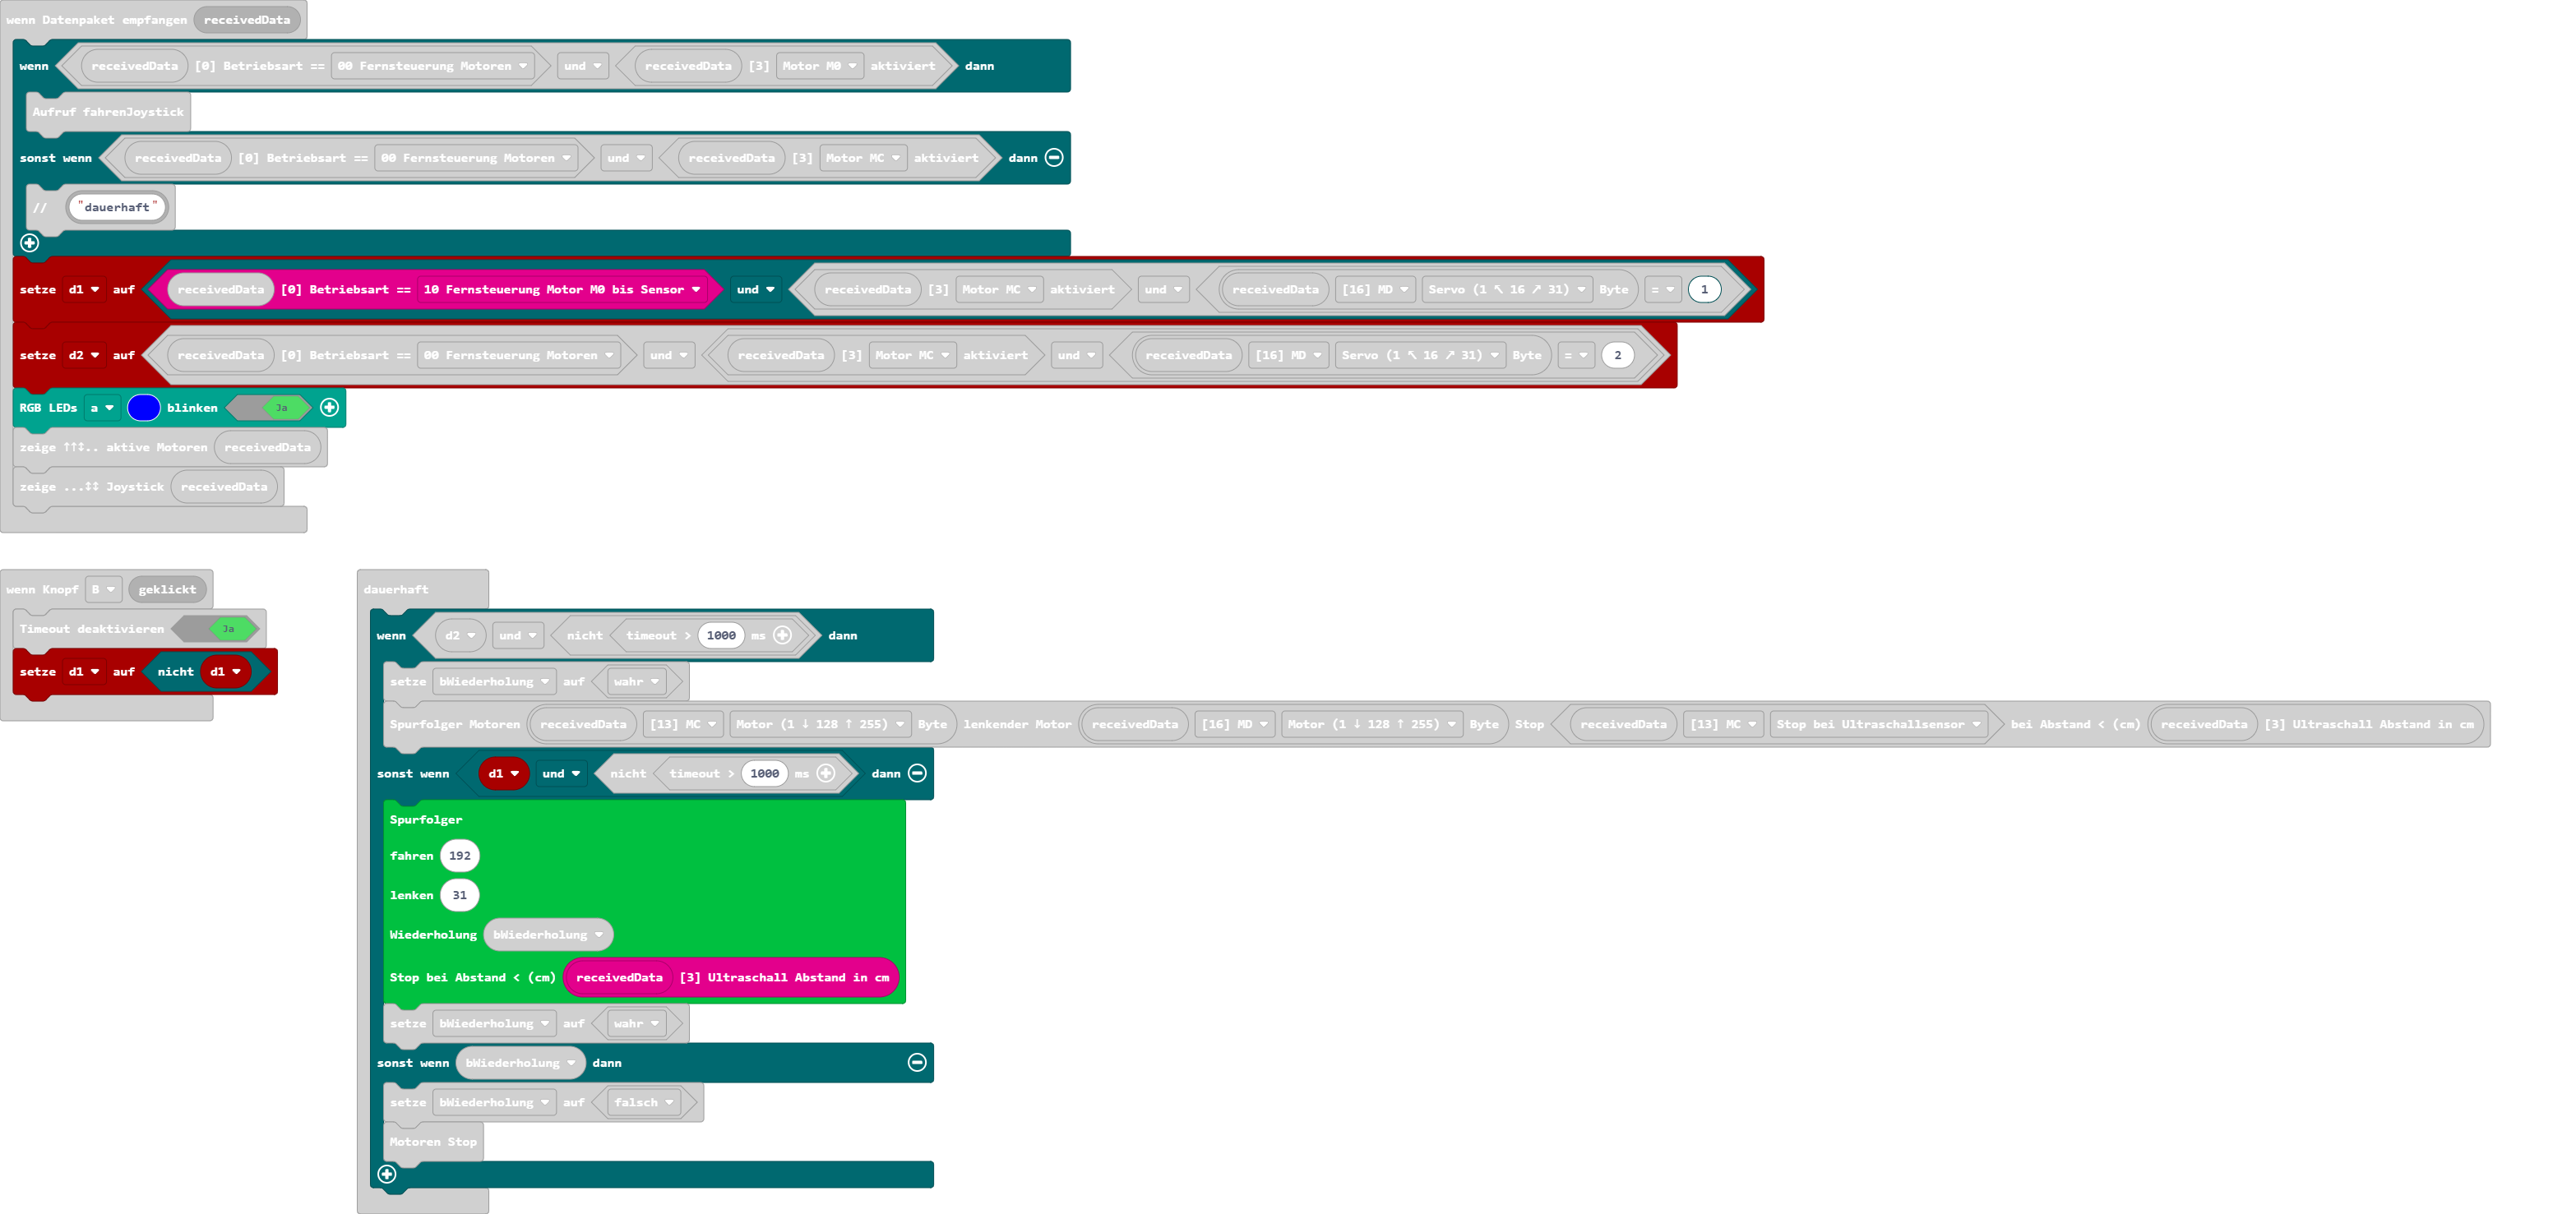 wenn Datenpaket empfangen receivedData
wenn receivedData [0] Betriebsart == 00 Fernsteuerung Motoren und receivedData [3] Motor M0 aktiviert dann
Aufruf fahrenJoystick
sonst wenn receivedData [0] Betriebsart == 00 Fernsteuerung Motoren und receivedData [3] Motor MC aktiviert dann
// "dauerhaft"
setze d1 auf receivedData [0] Betriebsart == 10 Fernsteuerung Motor M0 bis Sensor und receivedData [3] Motor MC aktiviert und receivedData [16] MD Servo (1 ↖ 16 ↗ 31) Byte = 1
setze d2 auf receivedData [0] Betriebsart == 00 Fernsteuerung Motoren und receivedData [3] Motor MC aktiviert und receivedData [16] MD Servo (1 ↖ 16 ↗ 31) Byte = 2
RGB LEDs a blinken Ja
zeige ↑↑↕.. aktive Motoren receivedData
zeige ...↕↕ Joystick receivedData
wenn Knopf B geklickt
Timeout deaktivieren Ja
setze d1 auf nicht d1
dauerhaft
wenn d2 und nicht timeout > 1000 ms dann
setze bWiederholung auf wahr
Spurfolger Motoren receivedData [13] MC Motor (1 ↓ 128 ↑ 255) Byte lenkender Motor receivedData [16] MD Motor (1 ↓ 128 ↑ 255) Byte Stop receivedData [13] MC Stop bei Ultraschallsensor bei Abstand < (cm) receivedData [3] Ultraschall Abstand in cm
sonst wenn d1 und nicht timeout > 1000 ms dann
Spurfolger
fahren 192
lenken 31
Wiederholung bWiederholung
Stop bei Abstand < (cm) receivedData [3] Ultraschall Abstand in cm
setze bWiederholung auf wahr
sonst wenn bWiederholung dann
setze bWiederholung auf falsch
Motoren Stop